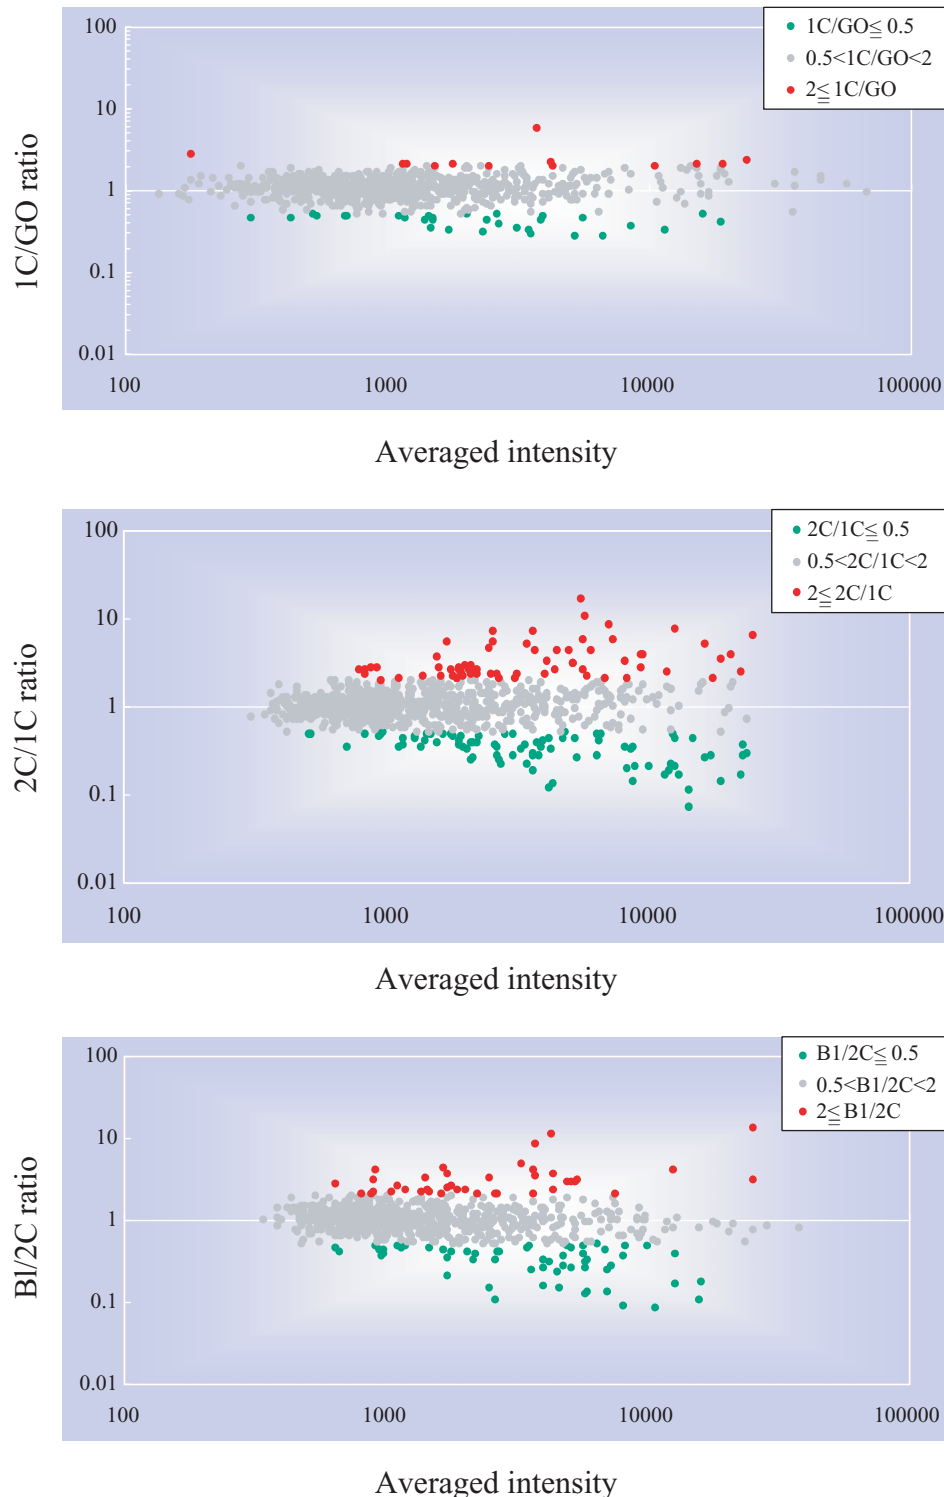 1C/GO≦ 0.5
0.5<1C/GO<2
2≦ 1C/GO
100
10
1
0.1
0.01
1C/GO ratio
100 1000 10000 100000
Averaged intensity
2C/1C≦ 0.5
0.5<2C/1C<2
2≦ 2C/1C
100
10
1
0.1
0.01
2C/1C ratio
100 1000 10000 100000
Averaged intensity
B1/2C≦ 0.5
0.5<B1/2C<2
2≦ B1/2C
100
10
1
0.1
0.01
Bl/2C ratio
100 1000 10000 100000
Averaged intensity